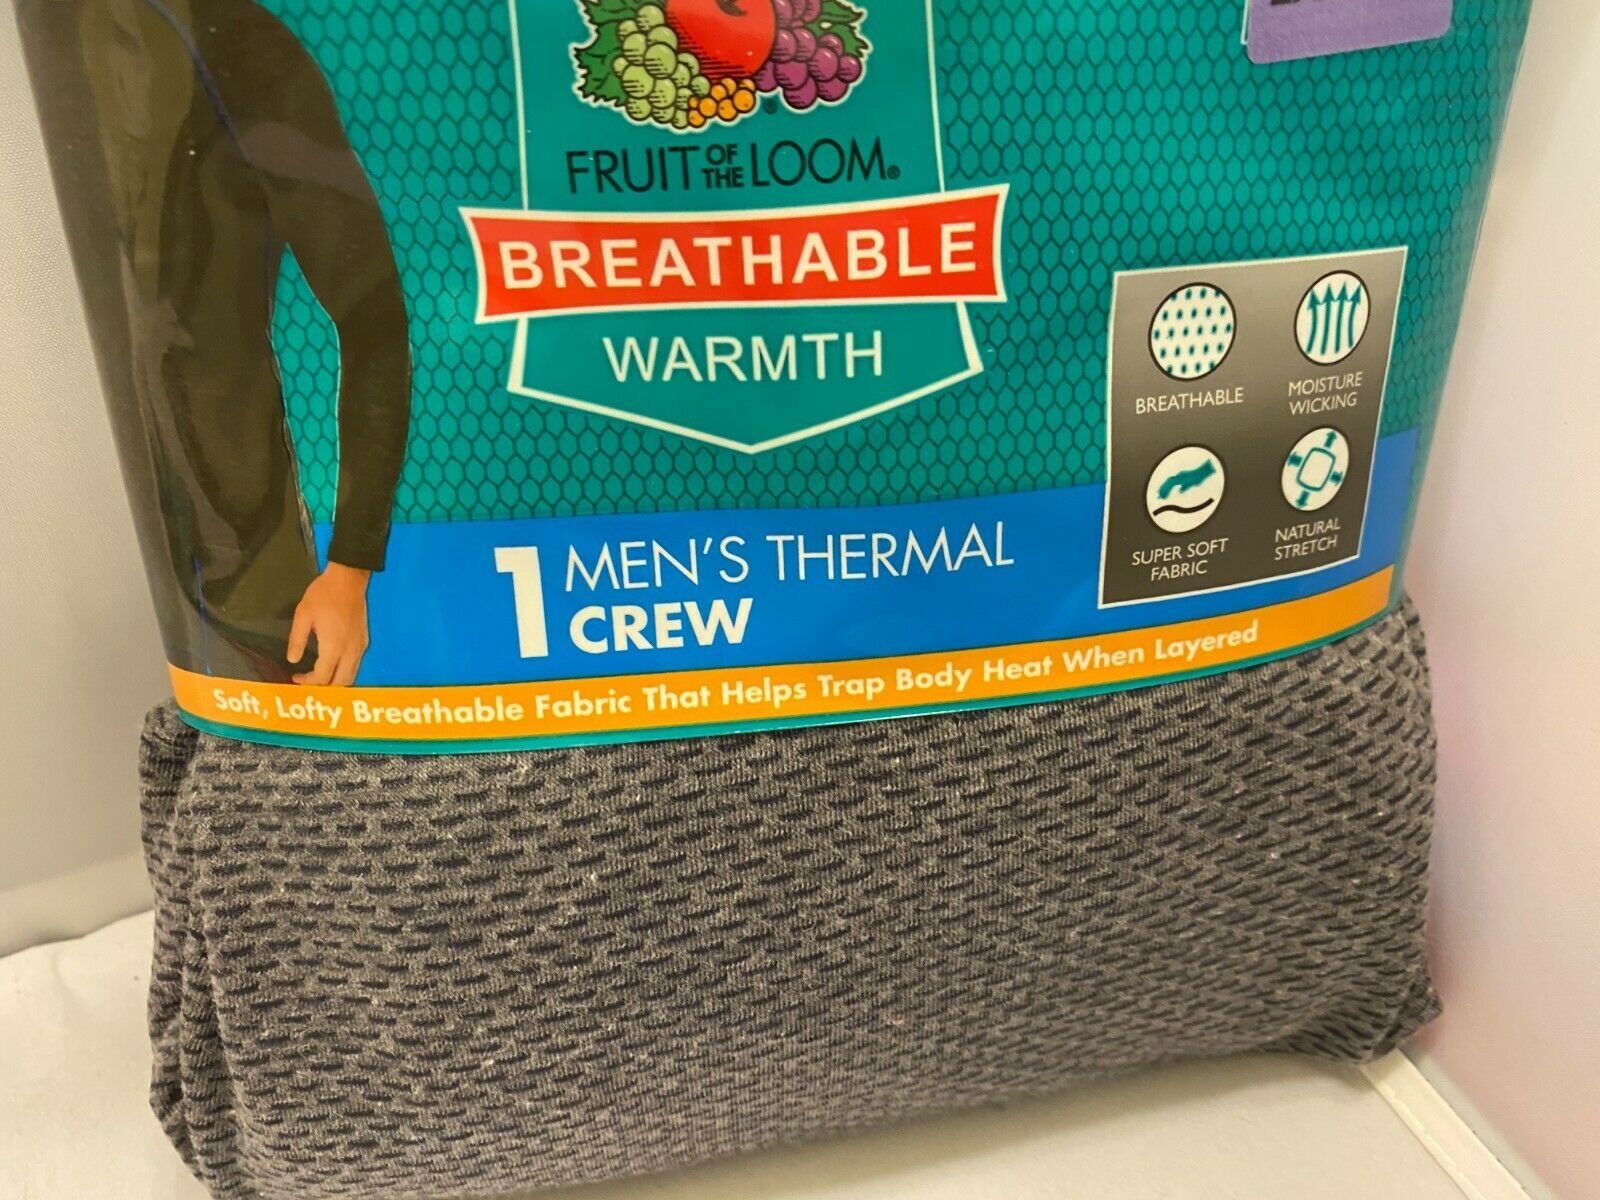 FRUIT OF THE LOOM®
BREATHABLE
WARMTH
BREATHABLE
MOISTURE
WICKING
SUPER SOFT
FABRIC
NATURAL
STRETCH
1 MEN'S THERMAL
CREW
Soft, Lofty Breathable Fabric That Helps Trap Body Heat When Layered